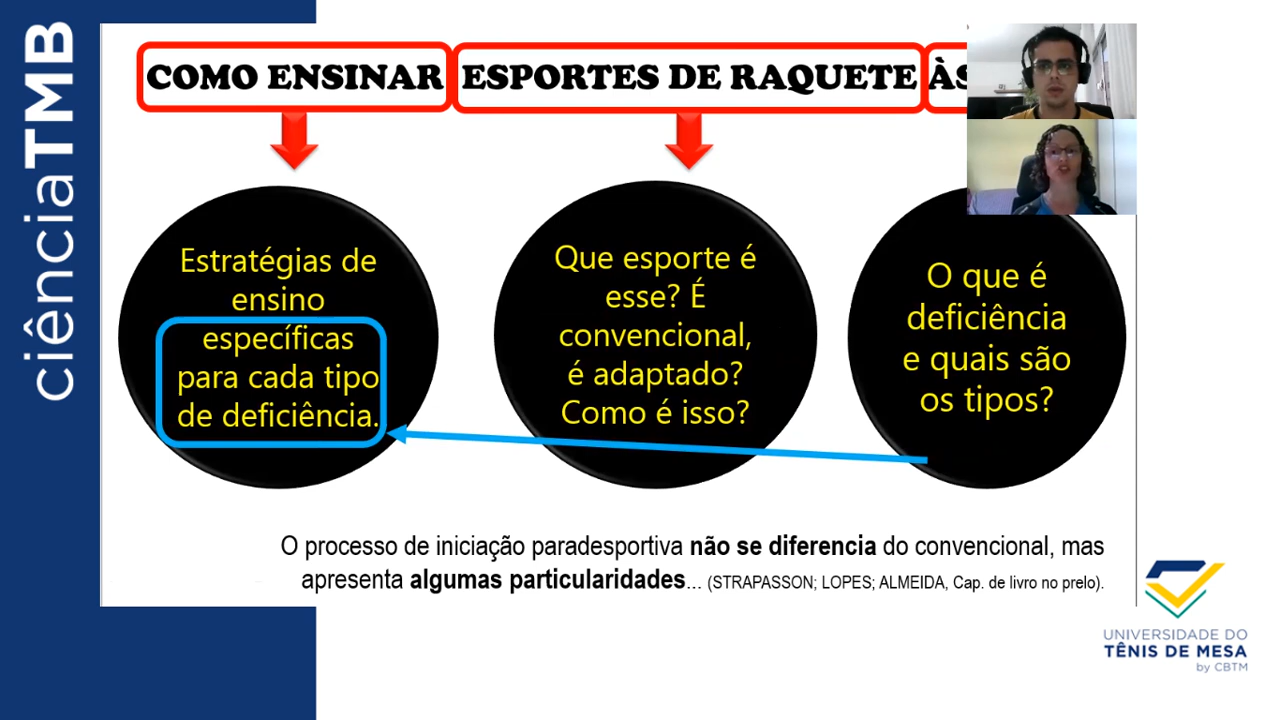 ciênciaTMB
COMO ENSINAR ESPORTES DE RAQUETE ÀS
Estratégias de
ensino
específicas
para cada tipo
de deficiência.
Que esporte é
esse? É
convencional,
é adaptado?
Como é isso?
O que é
deficiência
e quais são
os tipos?
O processo de iniciação paradesportiva não se diferencia do convencional, mas
apresenta algumas particularidades... (STRAPASSON; LOPES; ALMEIDA, Cap. de livro no prelo).
UNIVERSIDADE DO
TÊNIS DE MESA
by CBTM